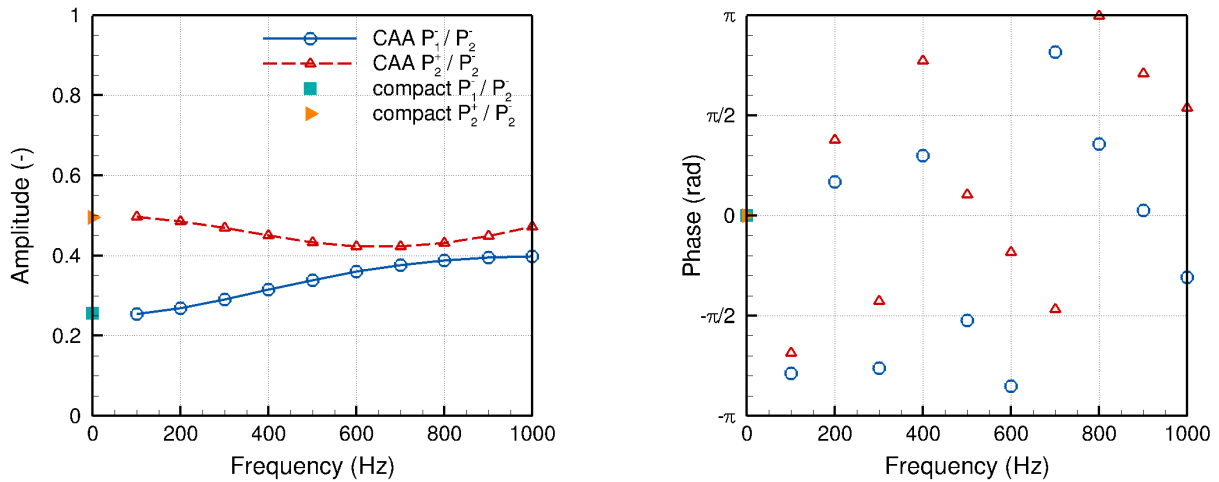 1
0.8
0.6
0.4
0.2
0
0 200 400 600 800 1000
Amplitude (-)
Frequency (Hz)
CAA P₁⁻ / P₂⁻
CAA P₂⁺ / P₂⁻
compact P₁⁻ / P₂⁻
compact P₂⁺ / P₂⁻
π
π/2
0
-π/2
-π
0 200 400 600 800 1000
Phase (rad)
Frequency (Hz)